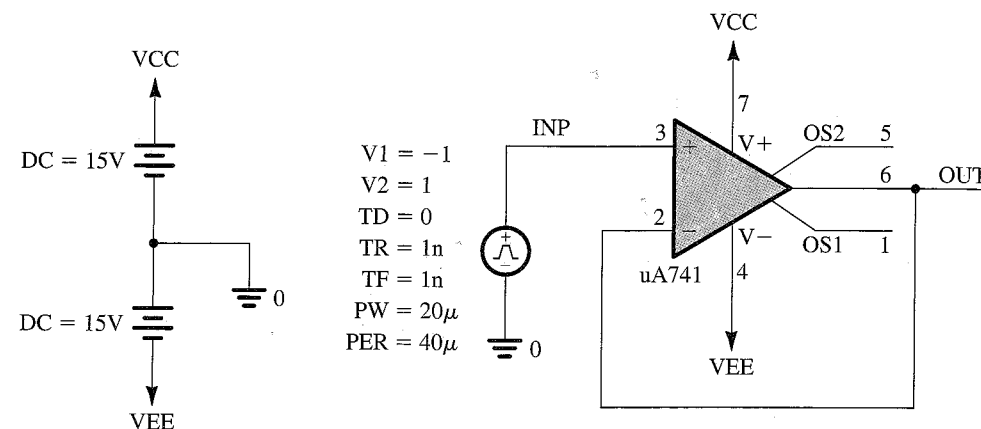 VCC
DC = 15V
0
DC = 15V
VEE
V1 = −1
V2 = 1
TD = 0
TR = 1n
TF = 1n
PW = 20μ
PER = 40μ
INP
+
−
0
VCC
7
3
+
V+
OS2
5
6
OUT
2
−
V−
OS1
1
uA741
4
VEE